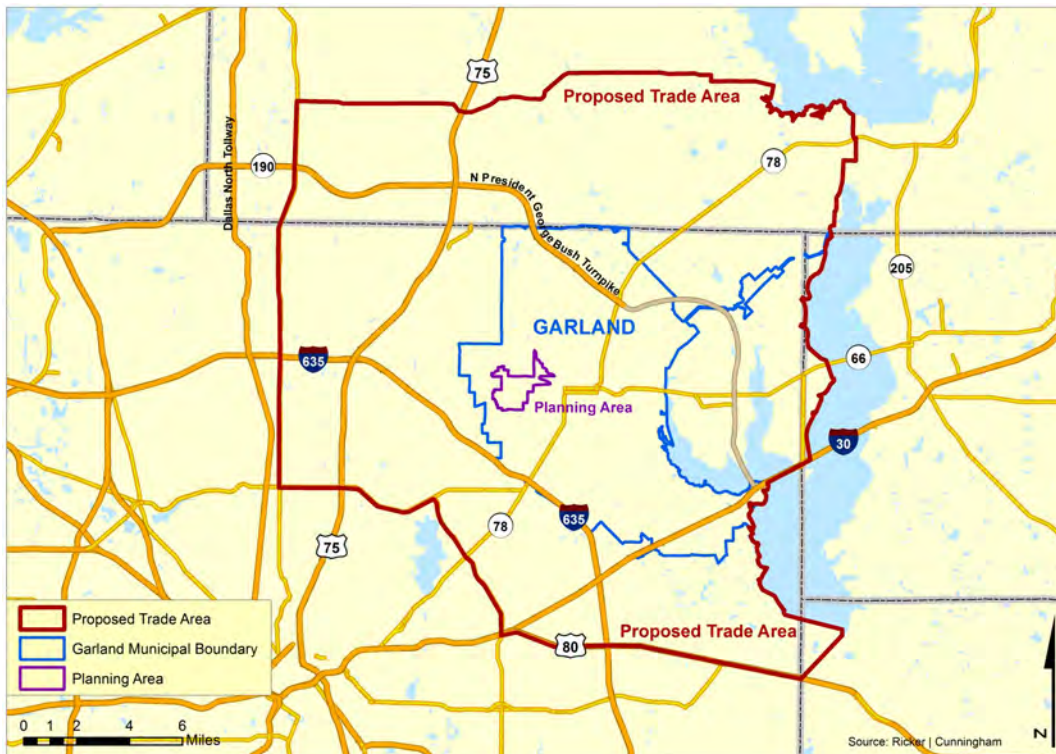 75
Proposed Trade Area
78
190
Dallas North Tollway
N President George Bush Turnpike
205
GARLAND
635
66
Planning Area
30
78
635
75
Proposed Trade Area
80
Proposed Trade Area
Garland Municipal Boundary
Planning Area
0 1 2 4 6
Miles
Source: Ricker | Cunningham
N